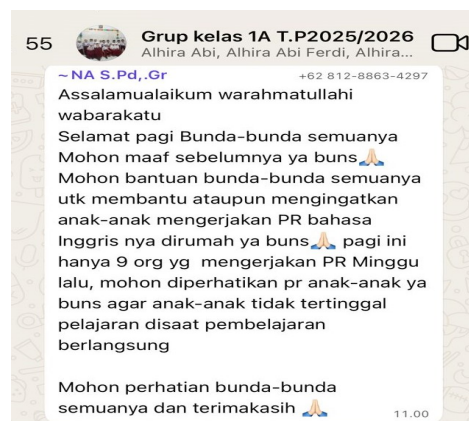 55
Grup kelas 1A T.P2025/2026
Alhira Abi, Alhira Abi Ferdi, Alhira...
~NA S.Pd,.Gr +62 812-8863-4297
Assalamualaikum warahmatullahi
wabarakatu
Selamat pagi Bunda-bunda semuanya
Mohon maaf sebelumnya ya buns🙏🏻
Mohon bantuan bunda-bunda semuanya
utk membantu ataupun mengingatkan
anak-anak mengerjakan PR bahasa
Inggris nya dirumah ya buns🙏🏻 pagi ini
hanya 9 org yg mengerjakan PR Minggu
lalu, mohon diperhatikan pr anak-anak ya
buns agar anak-anak tidak tertinggal
pelajaran disaat pembelajaran
berlangsung
Mohon perhatian bunda-bunda
semuanya dan terimakasih 🙏🏻
11.00